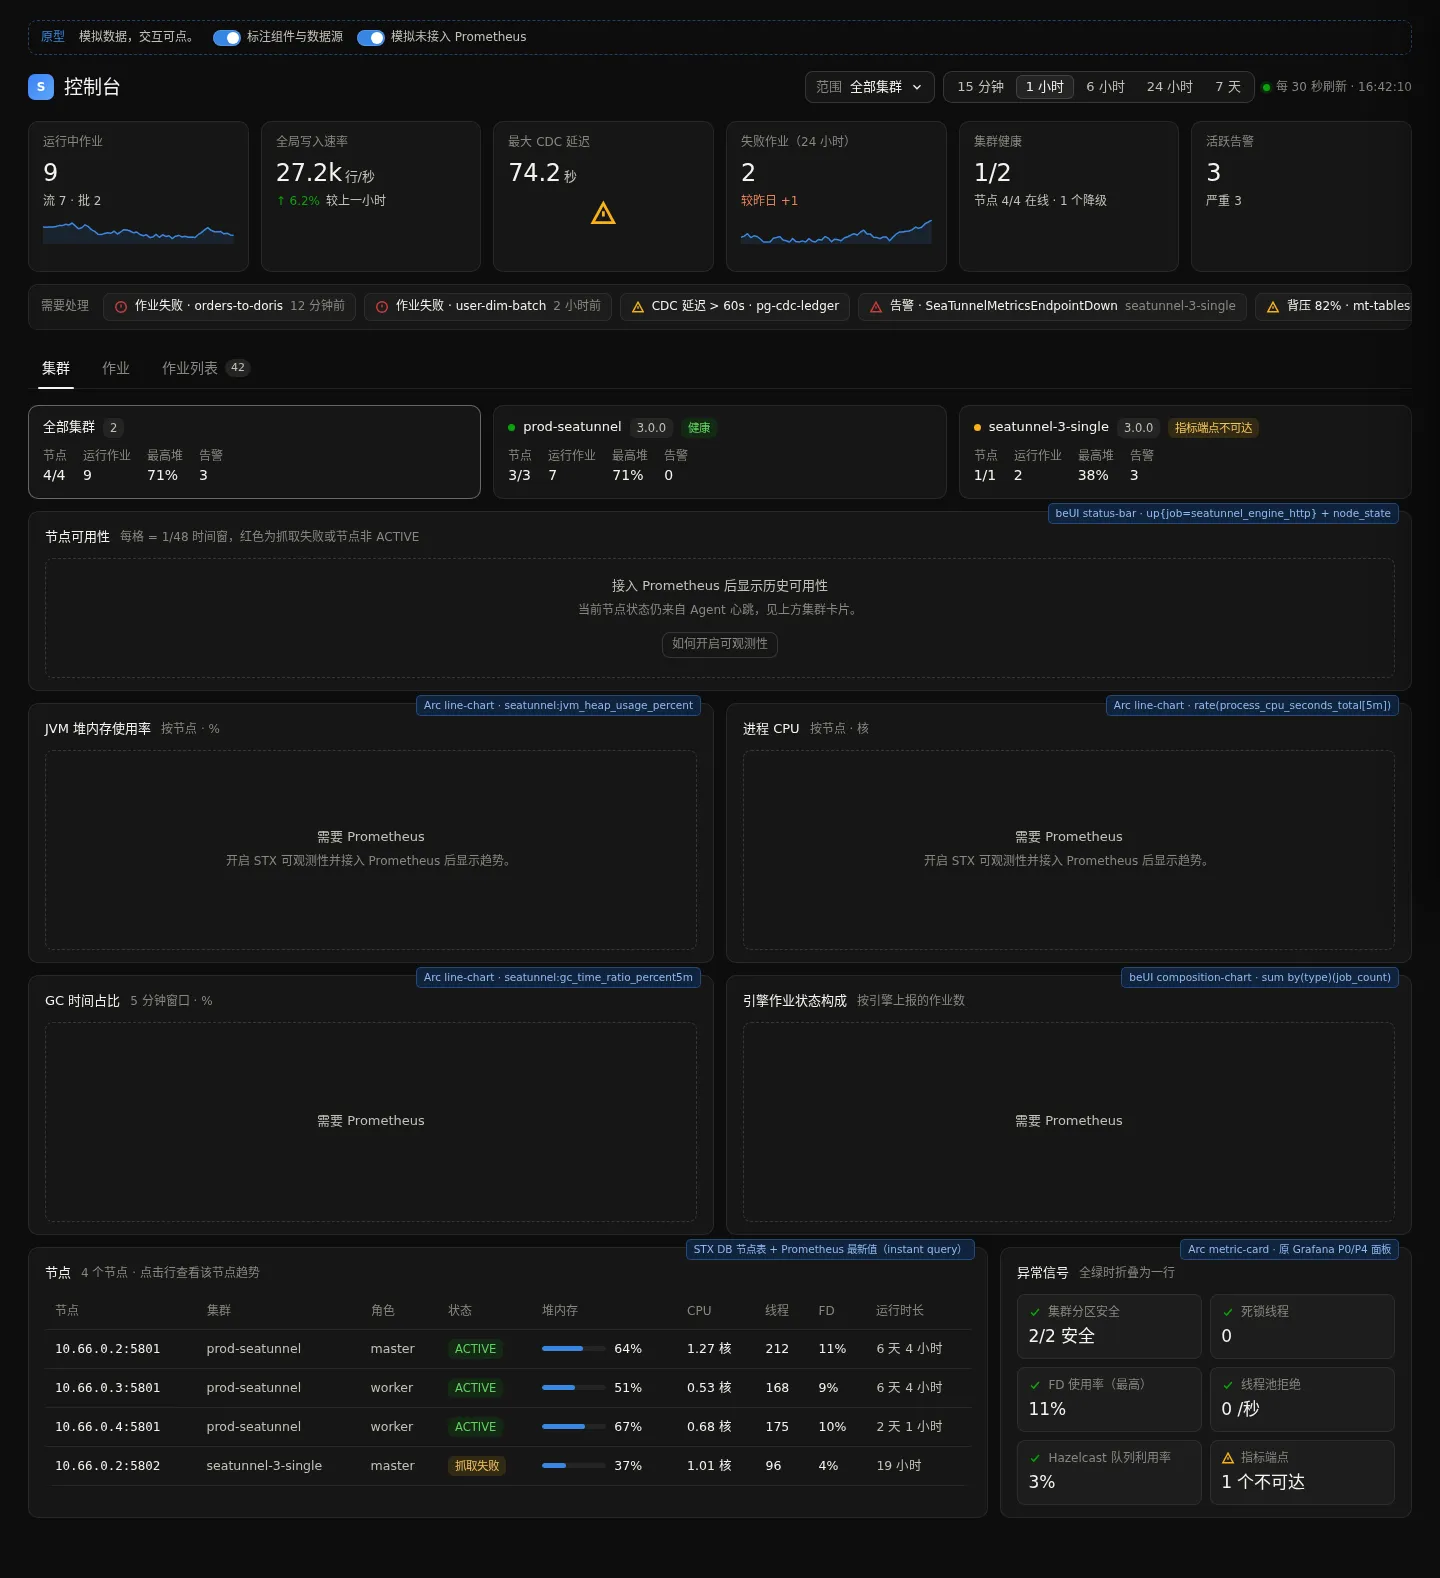 原型 模拟数据，交互可点。 标注组件与数据源 模拟未接入 Prometheus
S 控制台 范围 全部集群 15 分钟 1 小时 6 小时 24 小时 7 天 每 30 秒刷新 · 16:42:10
运行中作业
9
流 7 · 批 2
全局写入速率
27.2k 行/秒
↑ 6.2% 较上一小时
最大 CDC 延迟
74.2 秒
失败作业（24 小时）
2
较昨日 +1
集群健康
1/2
节点 4/4 在线 · 1 个降级
活跃告警
3
严重 3
需要处理 作业失败 · orders-to-doris 12 分钟前 作业失败 · user-dim-batch 2 小时前 CDC 延迟 > 60s · pg-cdc-ledger 告警 · SeaTunnelMetricsEndpointDown seatunnel-3-single 背压 82% · mt-tables
集群 作业 作业列表 42
全部集群 2
节点 运行作业 最高堆 告警
4/4 9 71% 3
prod-seatunnel 3.0.0 健康
节点 运行作业 最高堆 告警
3/3 7 71% 0
seatunnel-3-single 3.0.0 指标端点不可达
节点 运行作业 最高堆 告警
1/1 2 38% 3
beUI status-bar · up{job=seatunnel_engine_http} + node_state
节点可用性 每格 = 1/48 时间窗，红色为抓取失败或节点非 ACTIVE
接入 Prometheus 后显示历史可用性
当前节点状态仍来自 Agent 心跳，见上方集群卡片。
如何开启可观测性
Arc line-chart · seatunnel:jvm_heap_usage_percent
JVM 堆内存使用率 按节点 · %
需要 Prometheus
开启 STX 可观测性并接入 Prometheus 后显示趋势。
Arc line-chart · rate(process_cpu_seconds_total[5m])
进程 CPU 按节点 · 核
需要 Prometheus
开启 STX 可观测性并接入 Prometheus 后显示趋势。
Arc line-chart · seatunnel:gc_time_ratio_percent5m
GC 时间占比 5 分钟窗口 · %
需要 Prometheus
beUI composition-chart · sum by(type)(job_count)
引擎作业状态构成 按引擎上报的作业数
需要 Prometheus
STX DB 节点表 + Prometheus 最新值（instant query）
节点 4 个节点 · 点击行查看该节点趋势
节点 集群 角色 状态 堆内存 CPU 线程 FD 运行时长
10.66.0.2:5801 prod-seatunnel master ACTIVE 64% 1.27 核 212 11% 6 天 4 小时
10.66.0.3:5801 prod-seatunnel worker ACTIVE 51% 0.53 核 168 9% 6 天 4 小时
10.66.0.4:5801 prod-seatunnel worker ACTIVE 67% 0.68 核 175 10% 2 天 1 小时
10.66.0.2:5802 seatunnel-3-single master 抓取失败 37% 1.01 核 96 4% 19 小时
Arc metric-card · 原 Grafana P0/P4 面板
异常信号 全绿时折叠为一行
集群分区安全
2/2 安全
死锁线程
0
FD 使用率（最高）
11%
线程池拒绝
0 /秒
Hazelcast 队列利用率
3%
指标端点
1 个不可达